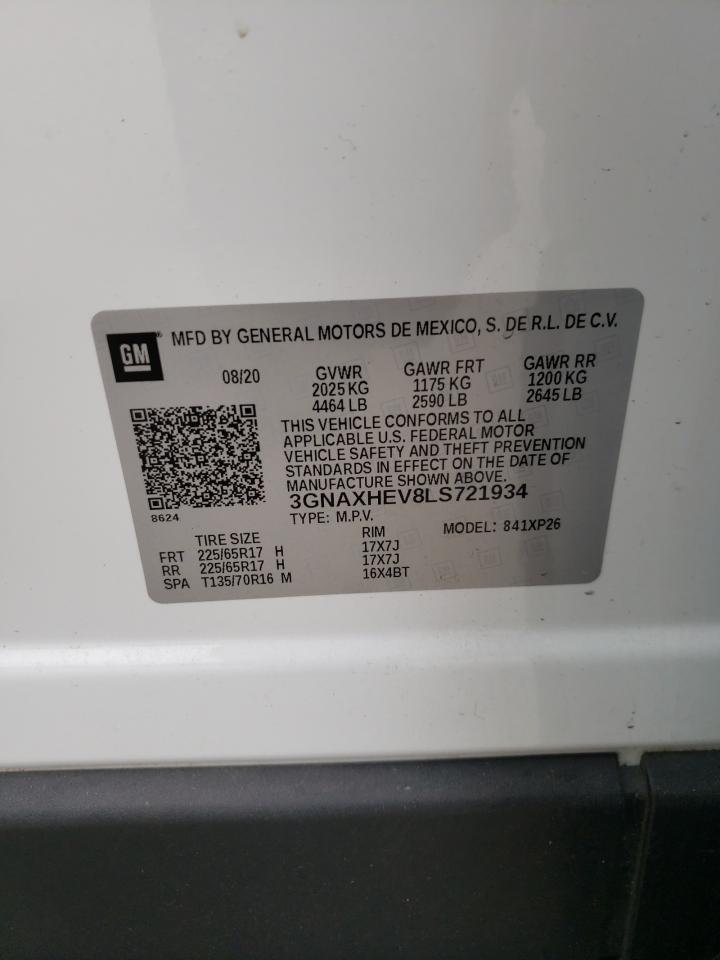 GM
MFD BY GENERAL MOTORS DE MEXICO, S. DE R.L. DE C.V.
08/20 GVWR GAWR FRT GAWR RR
2025 KG 1175 KG 1200 KG
4464 LB 2590 LB 2645 LB
THIS VEHICLE CONFORMS TO ALL
APPLICABLE U.S. FEDERAL MOTOR
VEHICLE SAFETY AND THEFT PREVENTION
STANDARDS IN EFFECT ON THE DATE OF
MANUFACTURE SHOWN ABOVE.
3GNAXHEV8LS721934
8624
TYPE: M.P.V. MODEL: 841XP26
TIRE SIZE RIM
FRT 225/65R17 H 17X7J
RR 225/65R17 H 17X7J
SPA T135/70R16 M 16X4BT